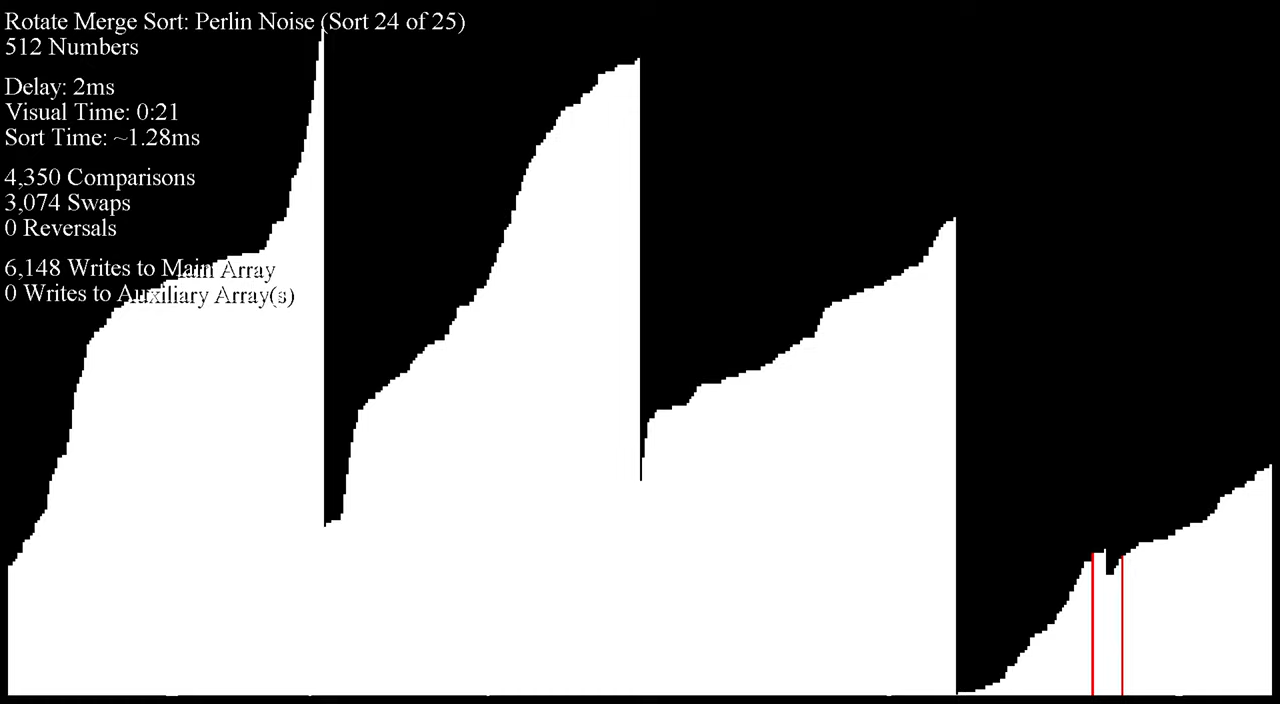 Rotate Merge Sort: Perlin Noise (Sort 24 of 25)
512 Numbers
Delay: 2ms
Visual Time: 0:21
Sort Time: ~1.28ms
4,350 Comparisons
3,074 Swaps
0 Reversals
6,148 Writes to Main Array
0 Writes to Auxiliary Array(s)